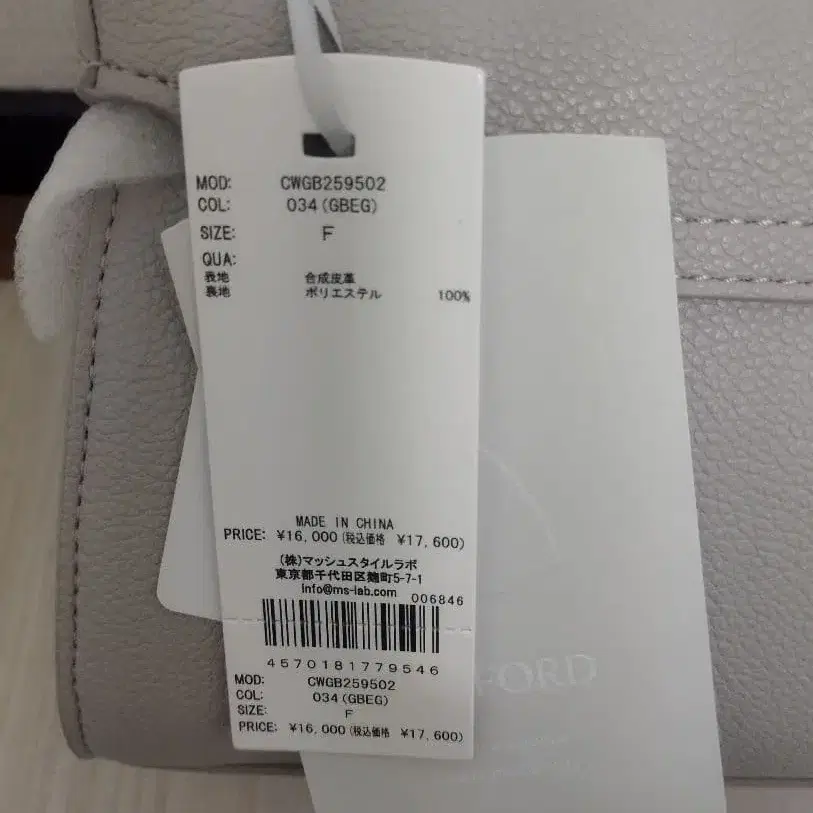 MOD: CWGB259502
COL: 034(GBEG)
SIZE: F
QUA:
表地 合成皮革
裏地 ポリエステル 100%
MADE IN CHINA
PRICE: ¥16,000(税込価格 ¥17,600)
(株)マッシュスタイルラボ
東京都千代田区麹町5-7-1
info@ms-lab.com 006846
4570181779546
MOD: CWGB259502
COL: 034(GBEG)
SIZE: F
PRICE: ¥16,000(税込価格 ¥17,600)
FORD